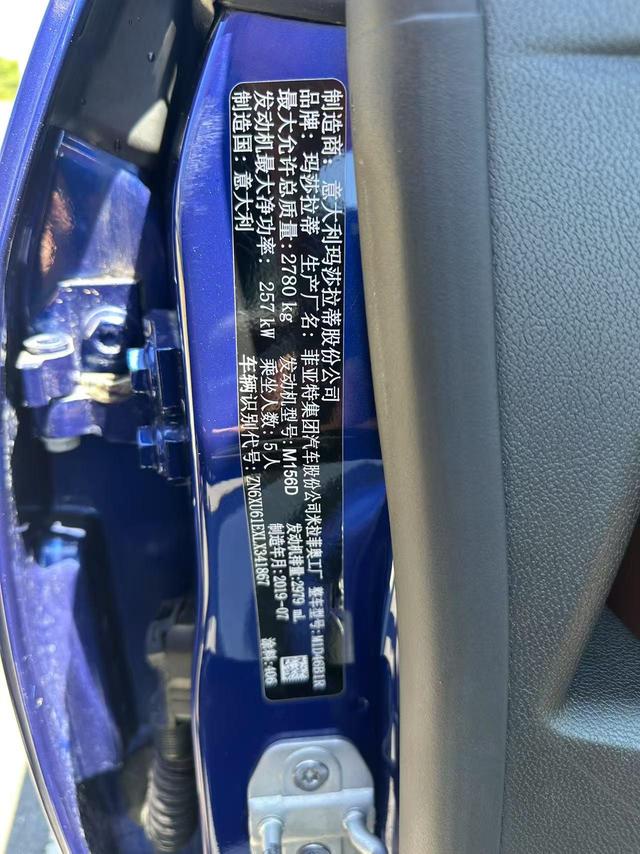 制造商：意大利玛莎拉蒂股份公司
品牌：玛莎拉蒂 生产厂名：菲亚特集团汽车股份公司米拉菲奥工厂 整车型号：M1D46B1R
最大允许总质量：2780 kg 发动机型号：M156D 发动机排量：2979 mL
发动机最大净功率：257 kW 乘坐人数：5人 制造年月：2019-07
制造国：意大利 车辆识别代号：ZN6XU61EXLX341867 涂料：406